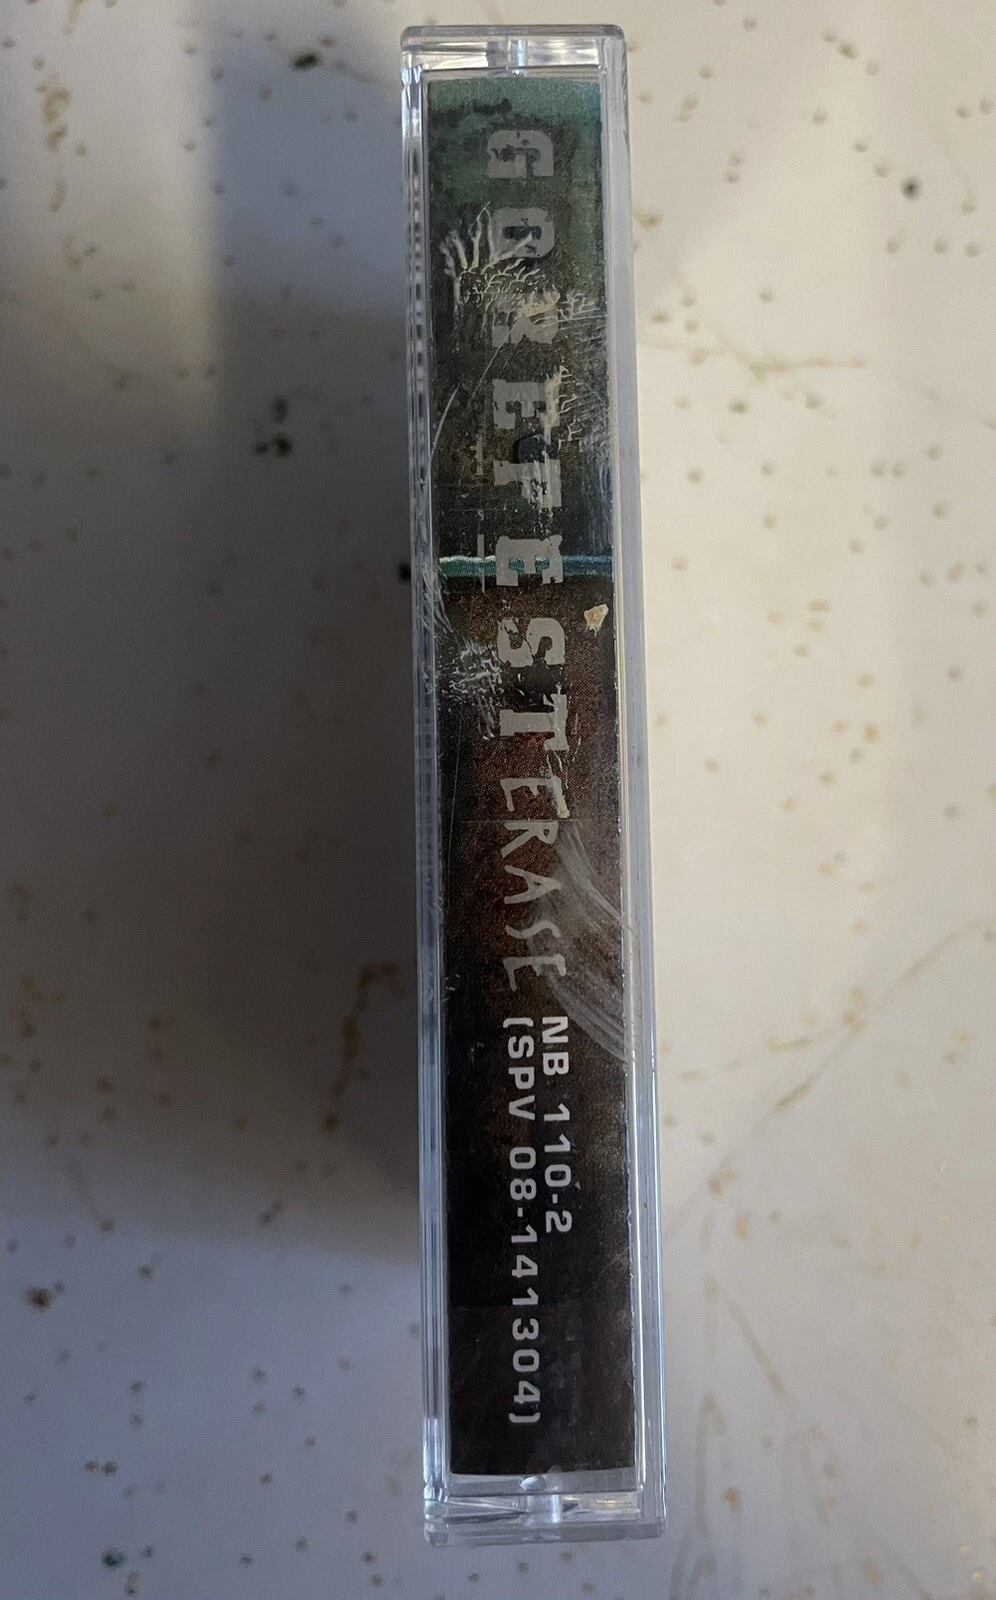 GOREFEST ERASE
NB 110-2
(SPV 08-141304)